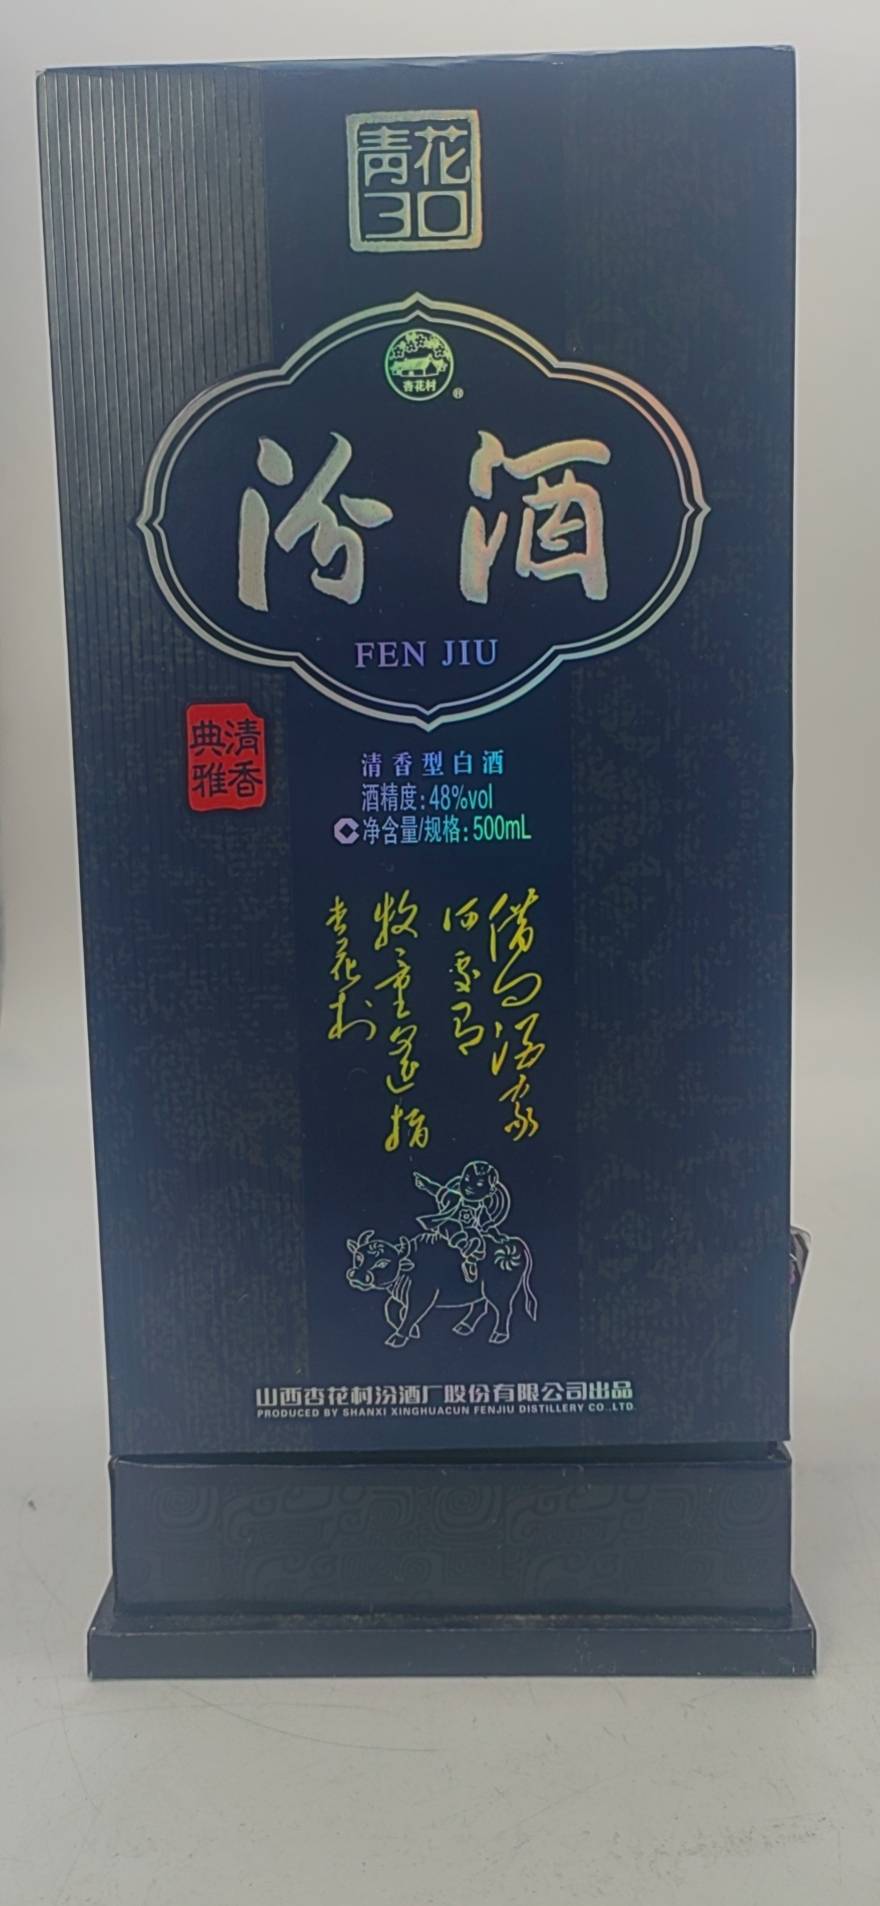 青花
30
杏花村
®
汾酒
FEN JIU
清香
典雅
清香型白酒
酒精度:48%vol
净含量/规格:500mL
借问酒家
何处有
牧童遥指
杏花村
山西杏花村汾酒厂股份有限公司出品
PRODUCED BY SHANXI XINGHUACUN FENJIU DISTILLERY CO.,LTD.